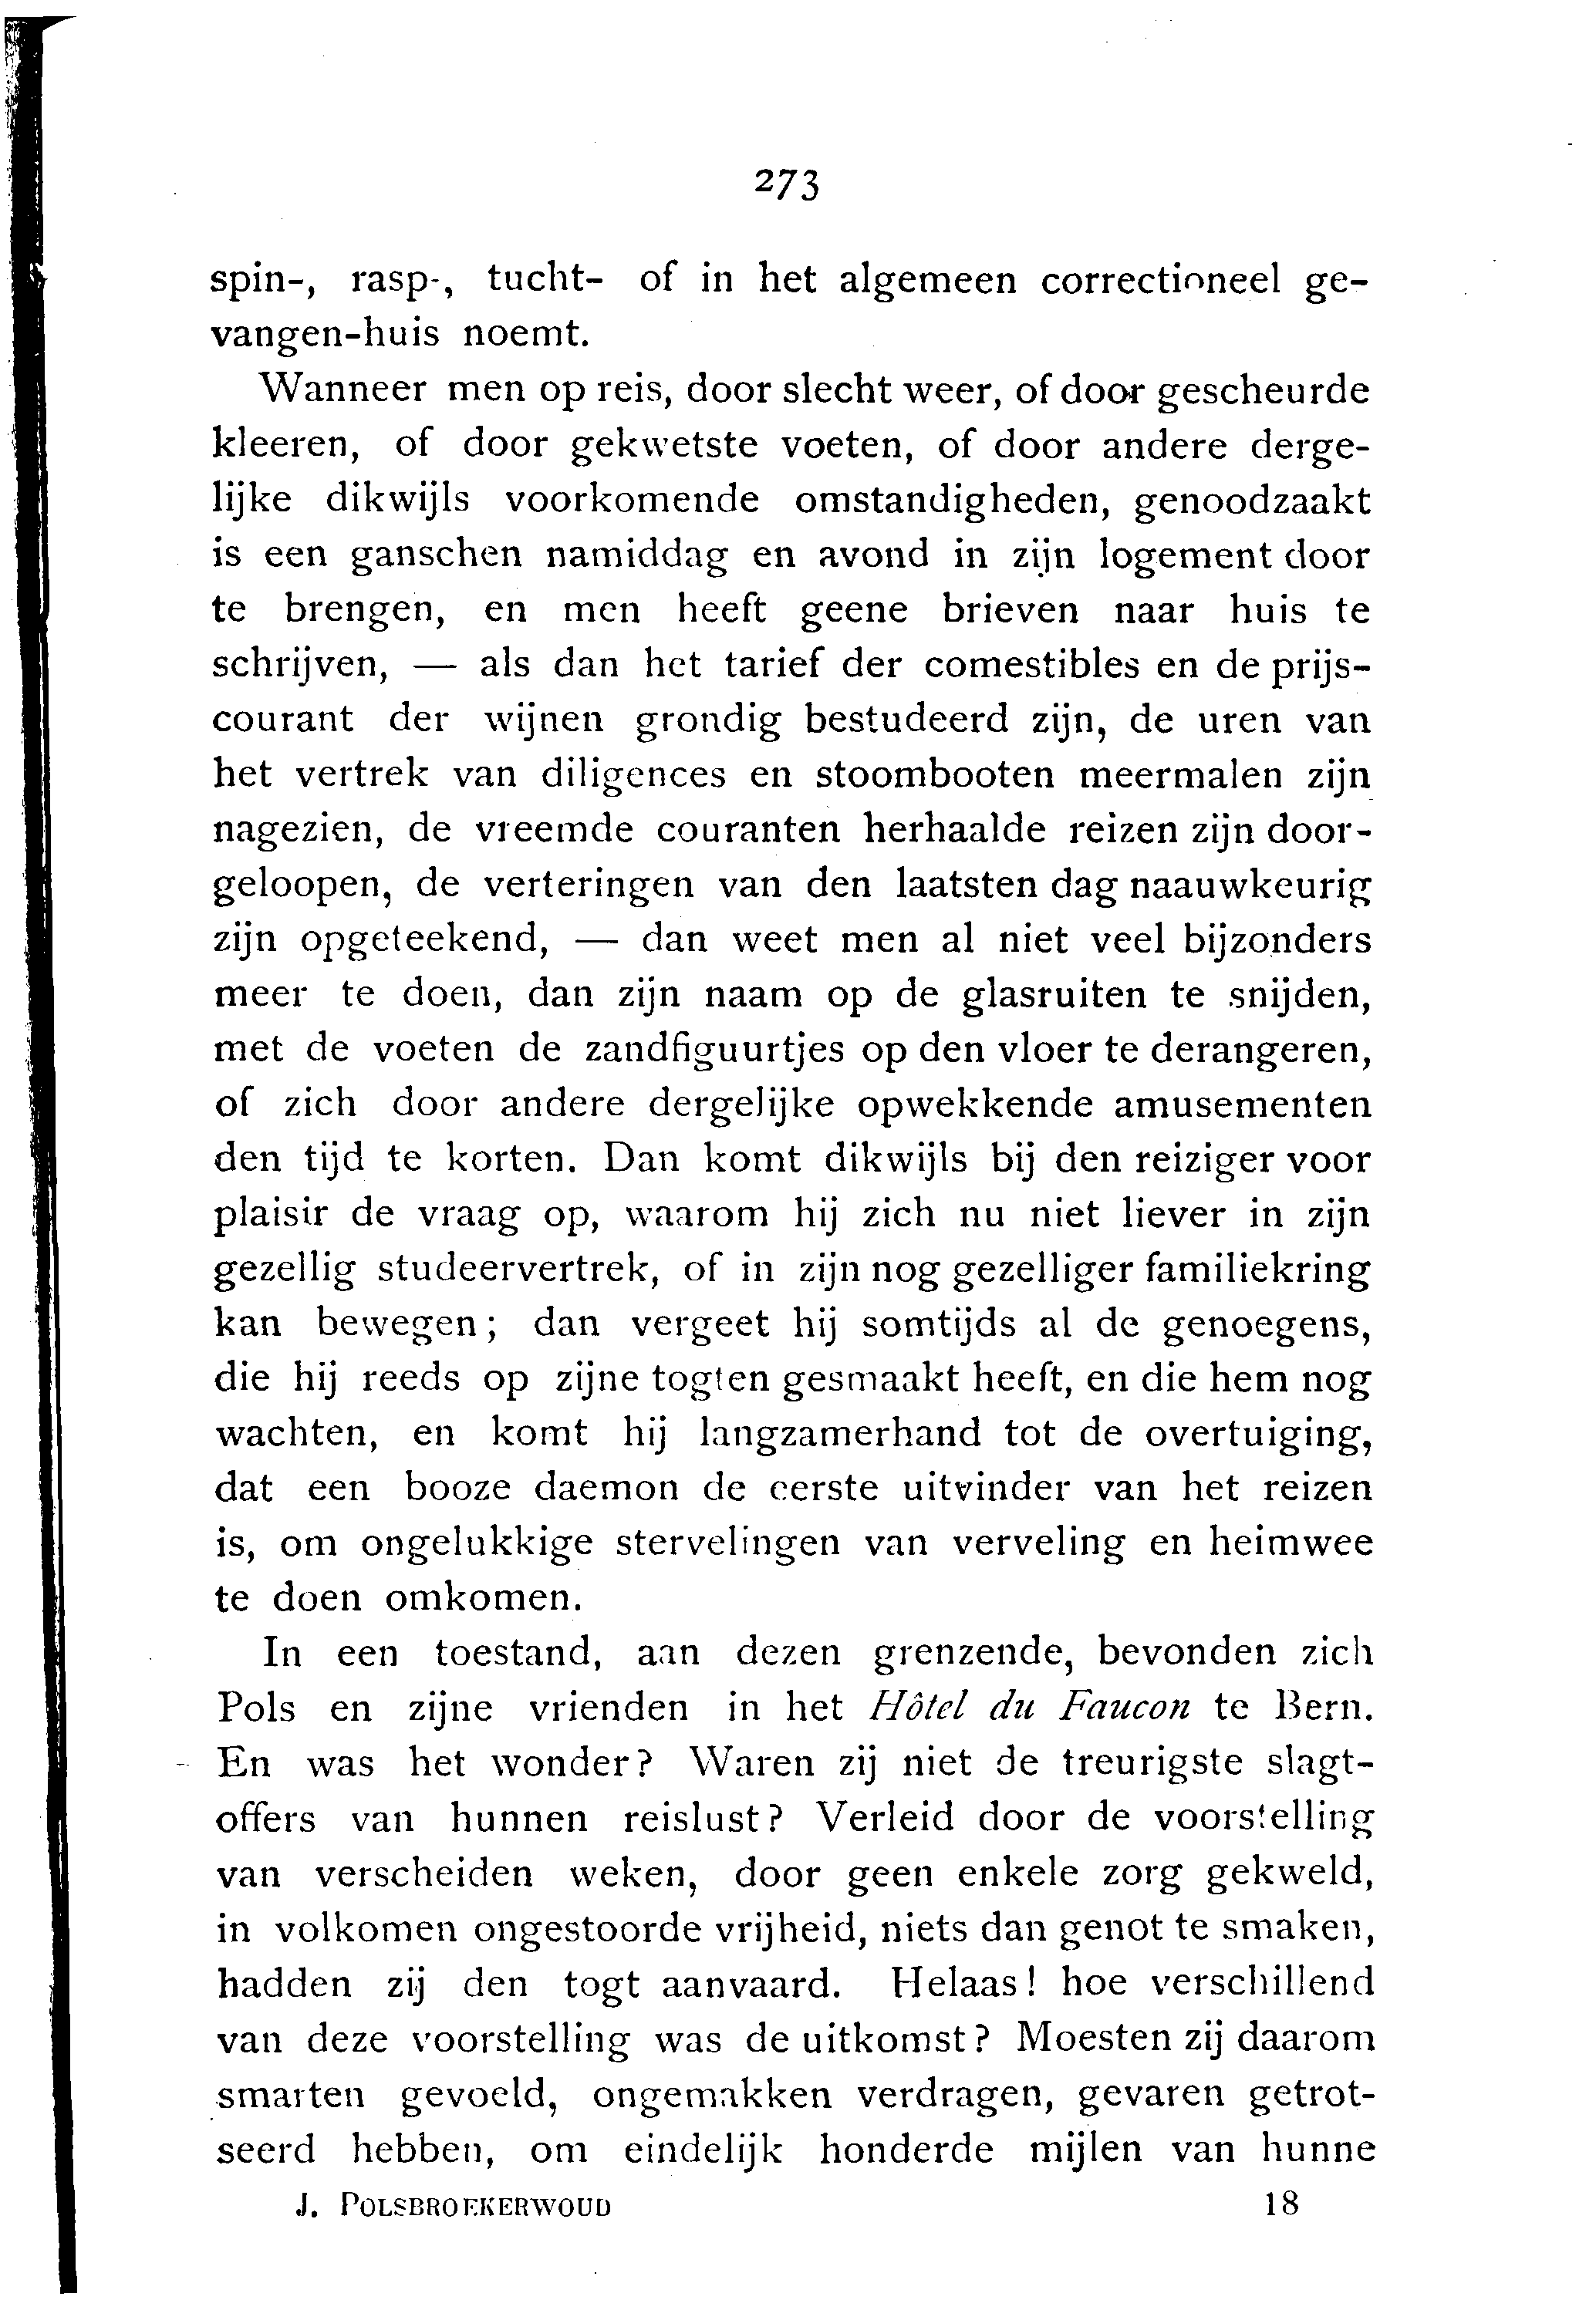 273
spin-, rasp-, tucht- of in het algemeen correctioneel ge-
vangen-huis noemt.
Wanneer men op reis, door slecht weer, of door gescheurde
kleeren, of door gekwetste voeten, of door andere derge-
lijke dikwijls voorkomende omstandigheden, genoodzaakt
is een ganschen namiddag en avond in zijn logement door
te brengen, en men heeft geene brieven naar huis te
schrijven, — als dan het tarief der comestibles en de prijs-
courant der wijnen grondig bestudeerd zijn, de uren van
het vertrek van diligences en stoombooten meermalen zijn
nagezien, de vreemde couranten herhaalde reizen zijn door-
geloopen, de verteringen van den laatsten dag naauwkeurig
zijn opgeteekend, — dan weet men al niet veel bijzonders
meer te doen, dan zijn naam op de glasruiten te snijden,
met de voeten de zandfiguurtjes op den vloer te derangeren,
of zich door andere dergelijke opwekkende amusementen
den tijd te korten. Dan komt dikwijls bij den reiziger voor
plaisir de vraag op, waarom hij zich nu niet liever in zijn
gezellig studeervertrek, of in zijn nog gezelliger familiekring
kan bewegen; dan vergeet hij somtijds al de genoegens,
die hij reeds op zijne togten gesmaakt heeft, en die hem nog
wachten, en komt hij langzamerhand tot de overtuiging,
dat een booze daemon de eerste uitvinder van het reizen
is, om ongelukkige stervelingen van verveling en heimwee
te doen omkomen.
In een toestand, aan dezen grenzende, bevonden zich
Pols en zijne vrienden in het Hôtel du Faucon te Bern.
En was het wonder? Waren zij niet de treurigste slagt-
offers van hunnen reislust? Verleid door de voorstelling
van verscheiden weken, door geen enkele zorg gekweld,
in volkomen ongestoorde vrijheid, niets dan genot te smaken,
hadden zij den togt aanvaard. Helaas! hoe verschillend
van deze voorstelling was de uitkomst? Moesten zij daarom
smarten gevoeld, ongemakken verdragen, gevaren getrot-
seerd hebben, om eindelijk honderde mijlen van hunne
J. POLSBROEKERWOUD 18